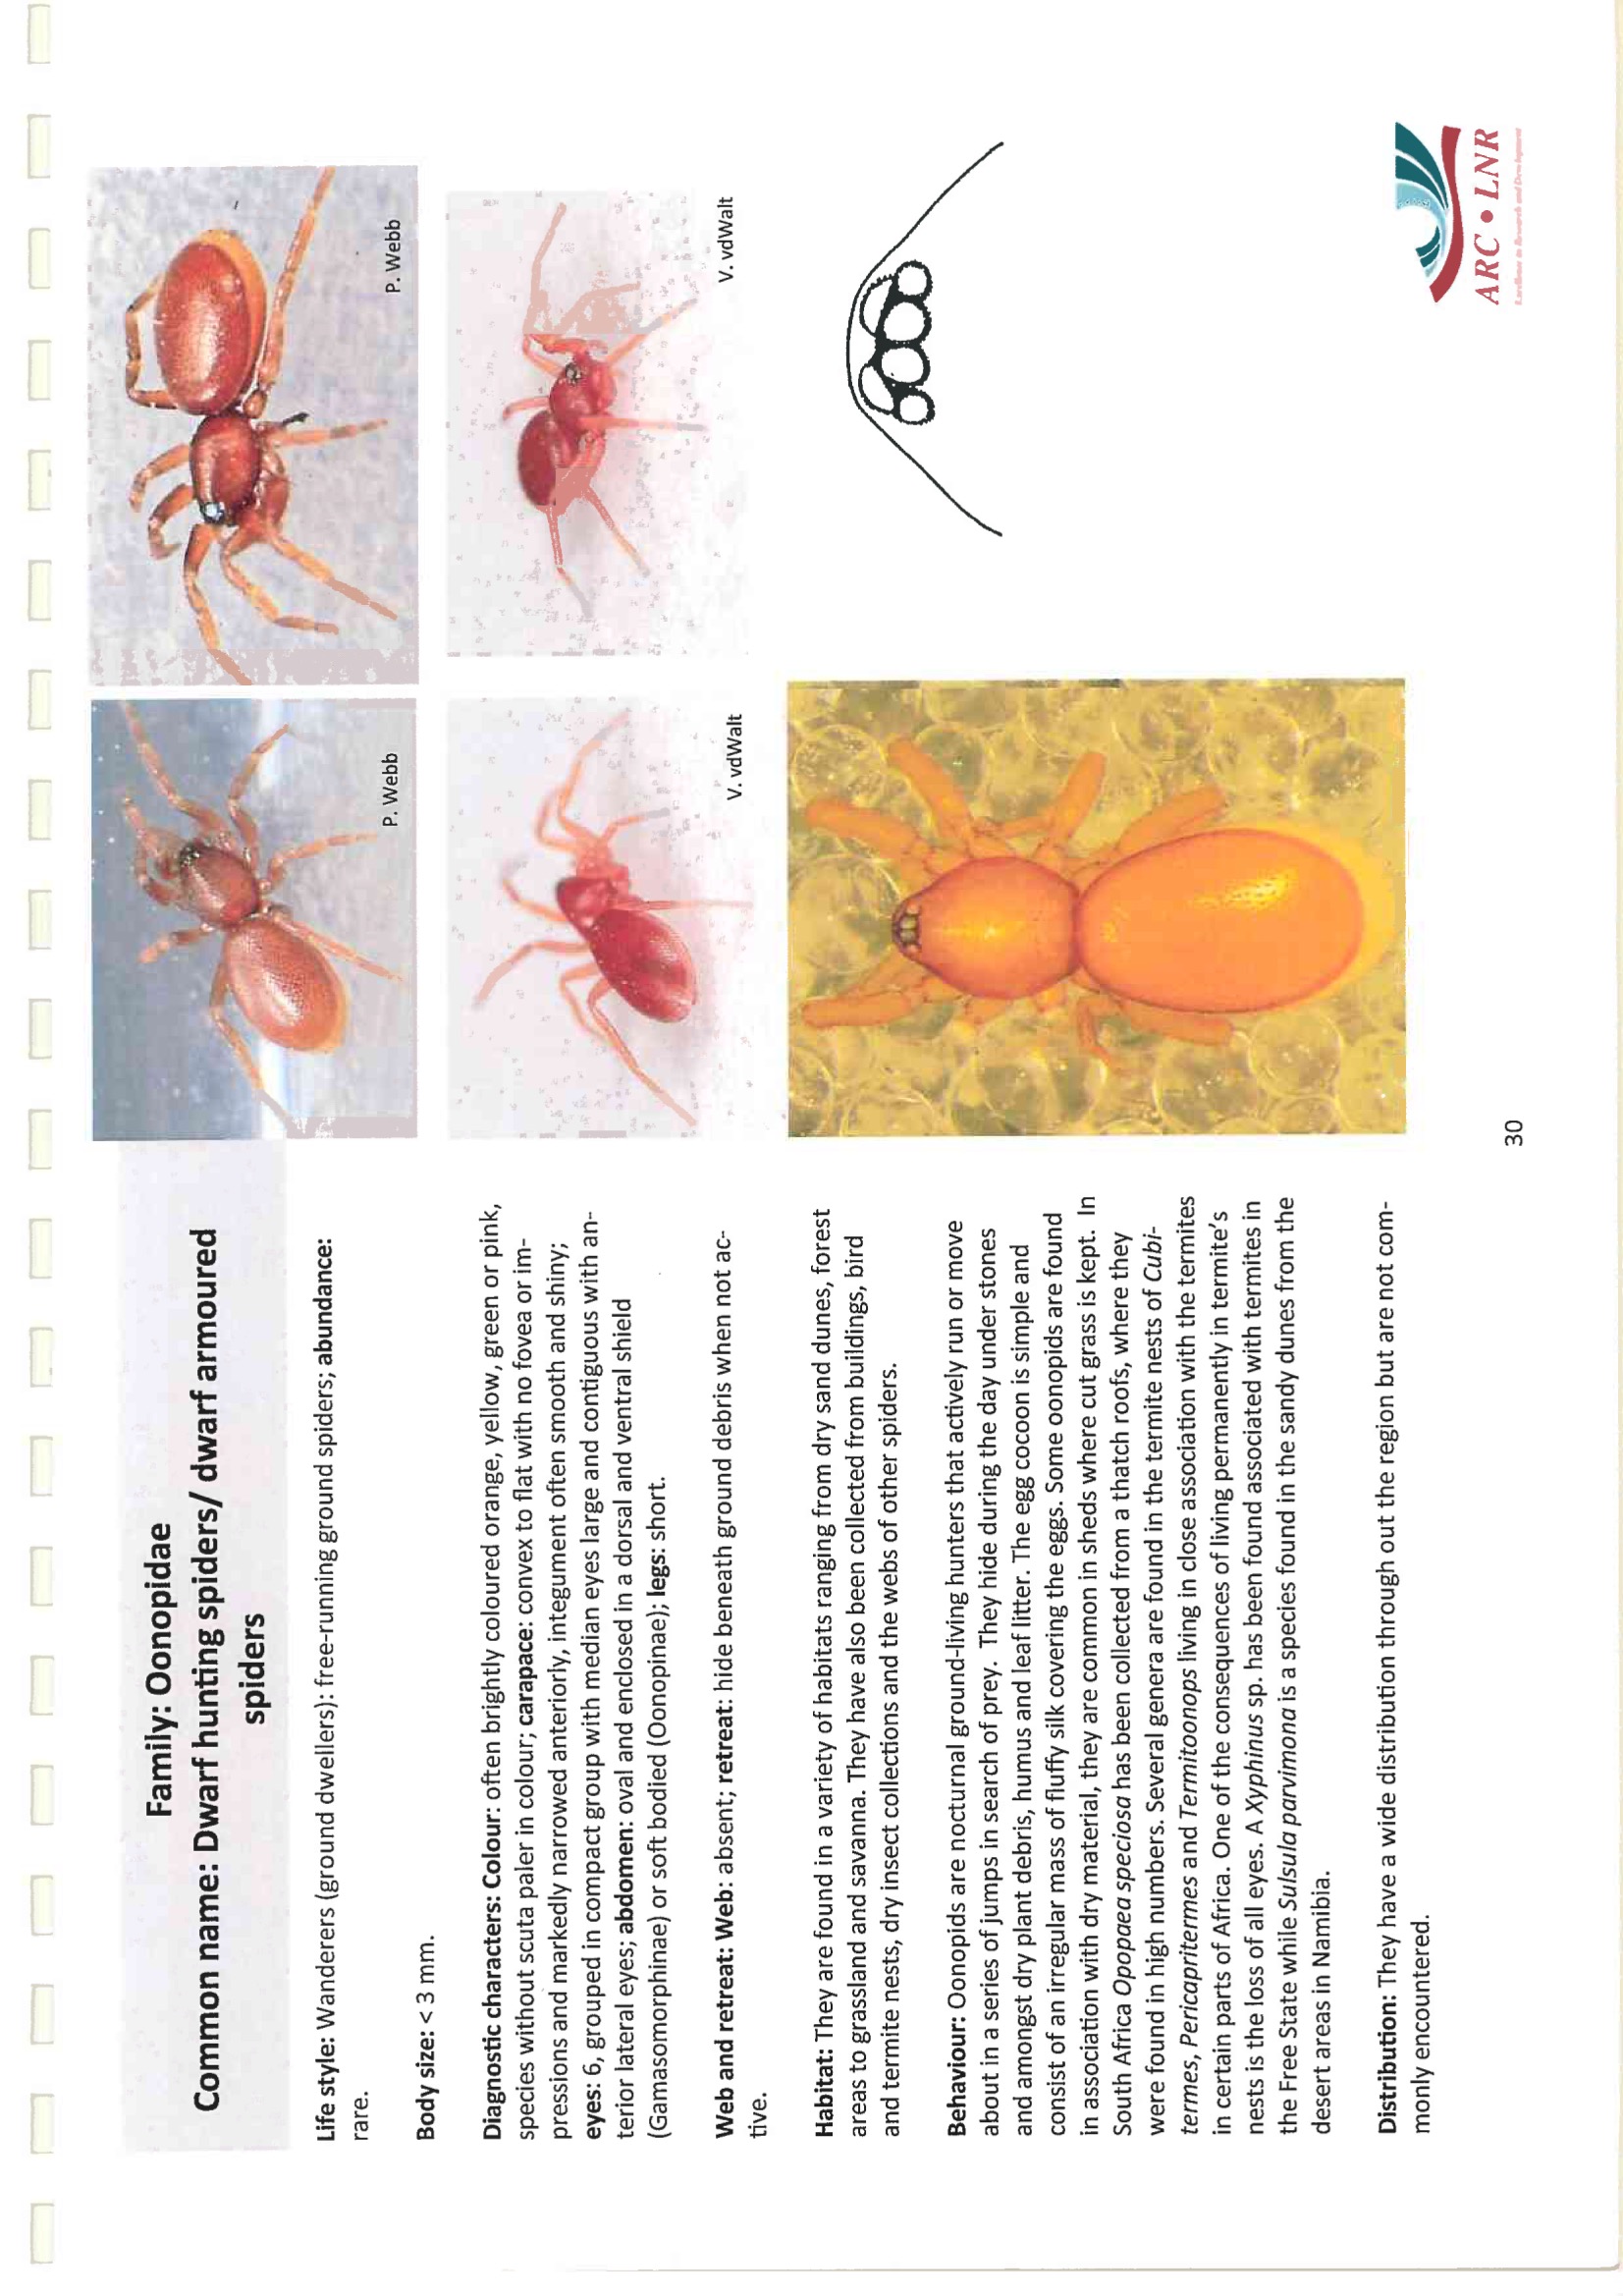 Family: Oonopidae
Common name: Dwarf hunting spiders/ dwarf armoured
spiders
Life style: Wanderers (ground dwellers): free-running ground spiders; abundance:
rare.
Body size: < 3 mm.
Diagnostic characters: Colour: often brightly coloured orange, yellow, green or pink,
species without scuta paler in colour; carapace: convex to flat with no fovea or im-
pressions and markedly narrowed anteriorly, integument often smooth and shiny;
eyes: 6, grouped in compact group with median eyes large and contiguous with an-
terior lateral eyes; abdomen: oval and enclosed in a dorsal and ventral shield
(Gamasomorphinae) or soft bodied (Oonopinae); legs: short.
Web and retreat: Web: absent; retreat: hide beneath ground debris when not ac-
tive.
Habitat: They are found in a variety of habitats ranging from dry sand dunes, forest
areas to grassland and savanna. They have also been collected from buildings, bird
and termite nests, dry insect collections and the webs of other spiders.
Behaviour: Oonopids are nocturnal ground-living hunters that actively run or move
about in a series of jumps in search of prey. They hide during the day under stones
and amongst dry plant debris, humus and leaf litter. The egg cocoon is simple and
consist of an irregular mass of fluffy silk covering the eggs. Some oonopids are found
in association with dry material, they are common in sheds where cut grass is kept. In
South Africa Opopaea speciosa has been collected from a thatch roofs, where they
were found in high numbers. Several genera are found in the termite nests of Cubi-
termes, Pericapritermes and Termitoonops living in close association with the termites
in certain parts of Africa. One of the consequences of living permanently in termite's
nests is the loss of all eyes. A Xyphinus sp. has been found associated with termites in
the Free State while Sulsula parvimona is a species found in the sandy dunes from the
desert areas in Namibia.
Distribution: They have a wide distribution through out the region but are not com-
monly encountered.
P. Webb
P. Webb
V. vdWalt
V. vdWalt
30
ARC • LNR
Excellence in Research and Development